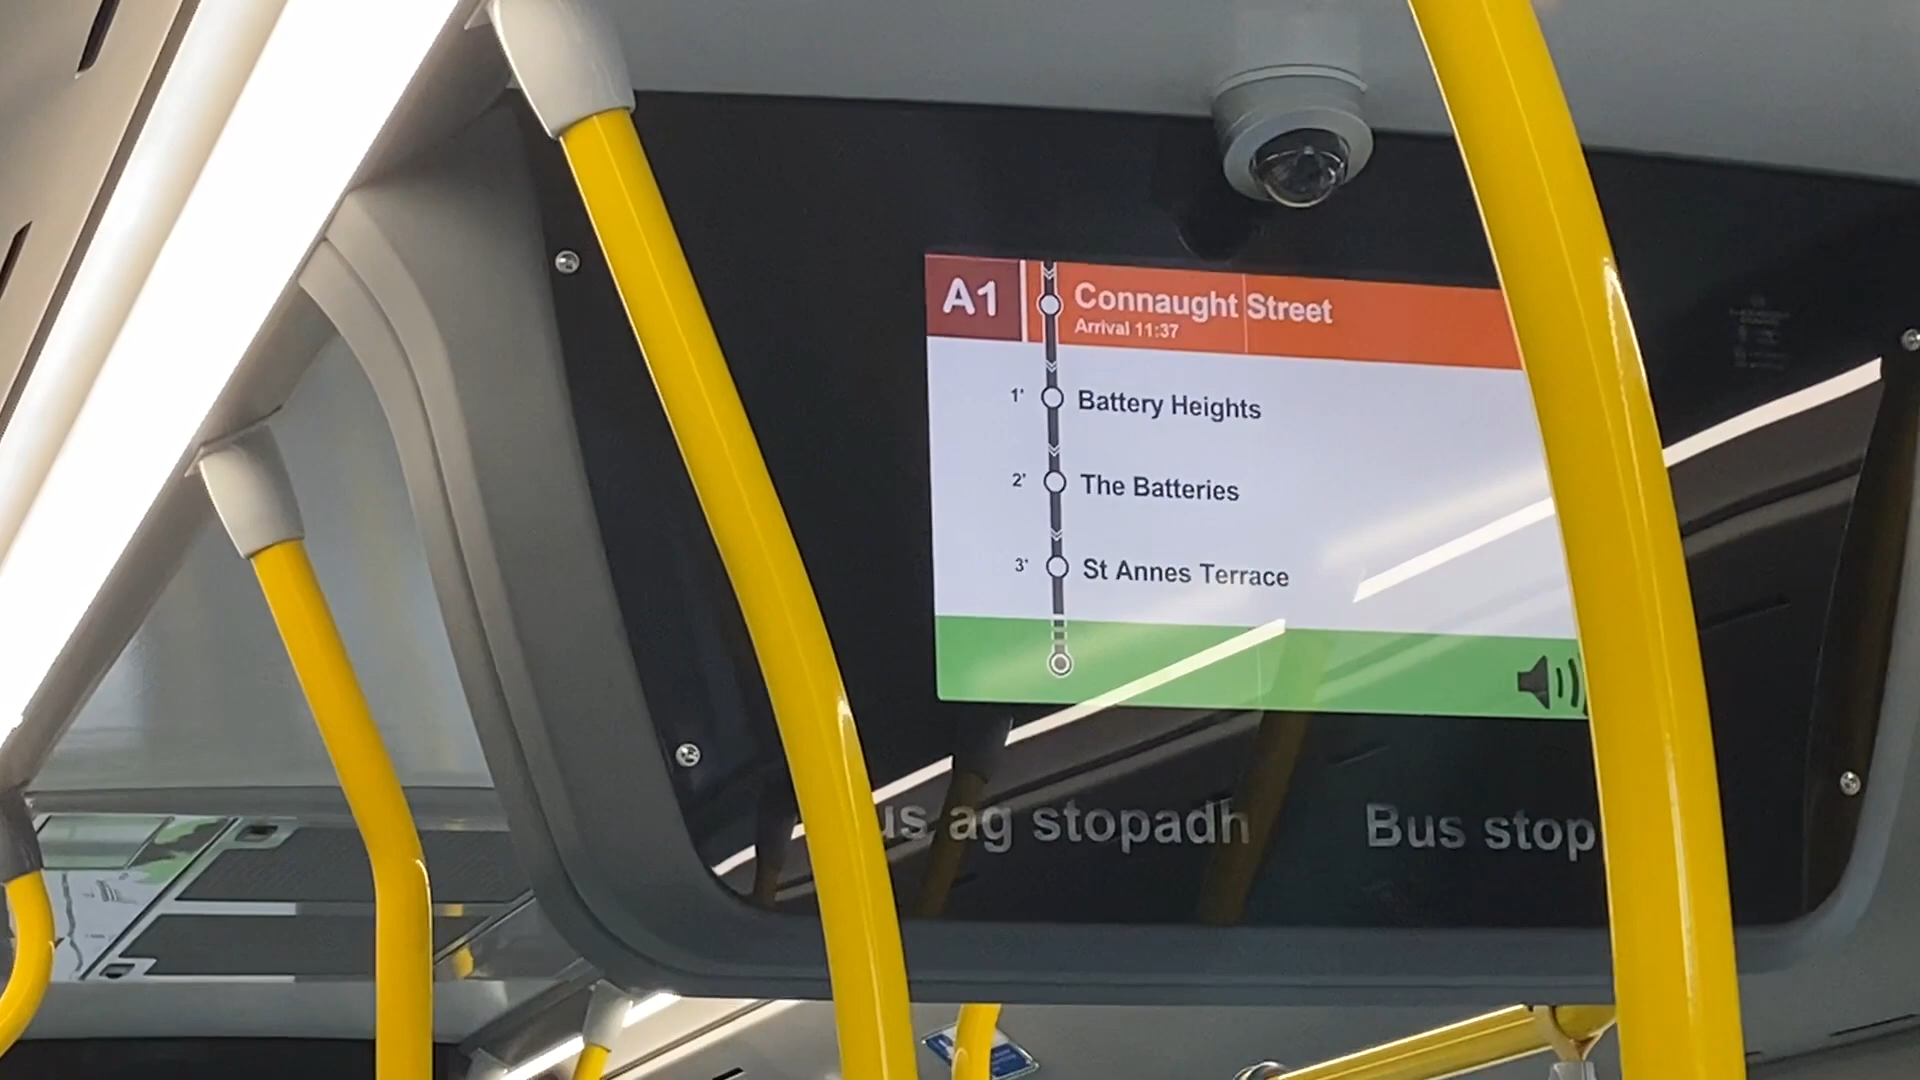 A1
Connaught Street
Arrival 11:37
1' Battery Heights
2' The Batteries
3' St Annes Terrace
us ag stopadh Bus stop